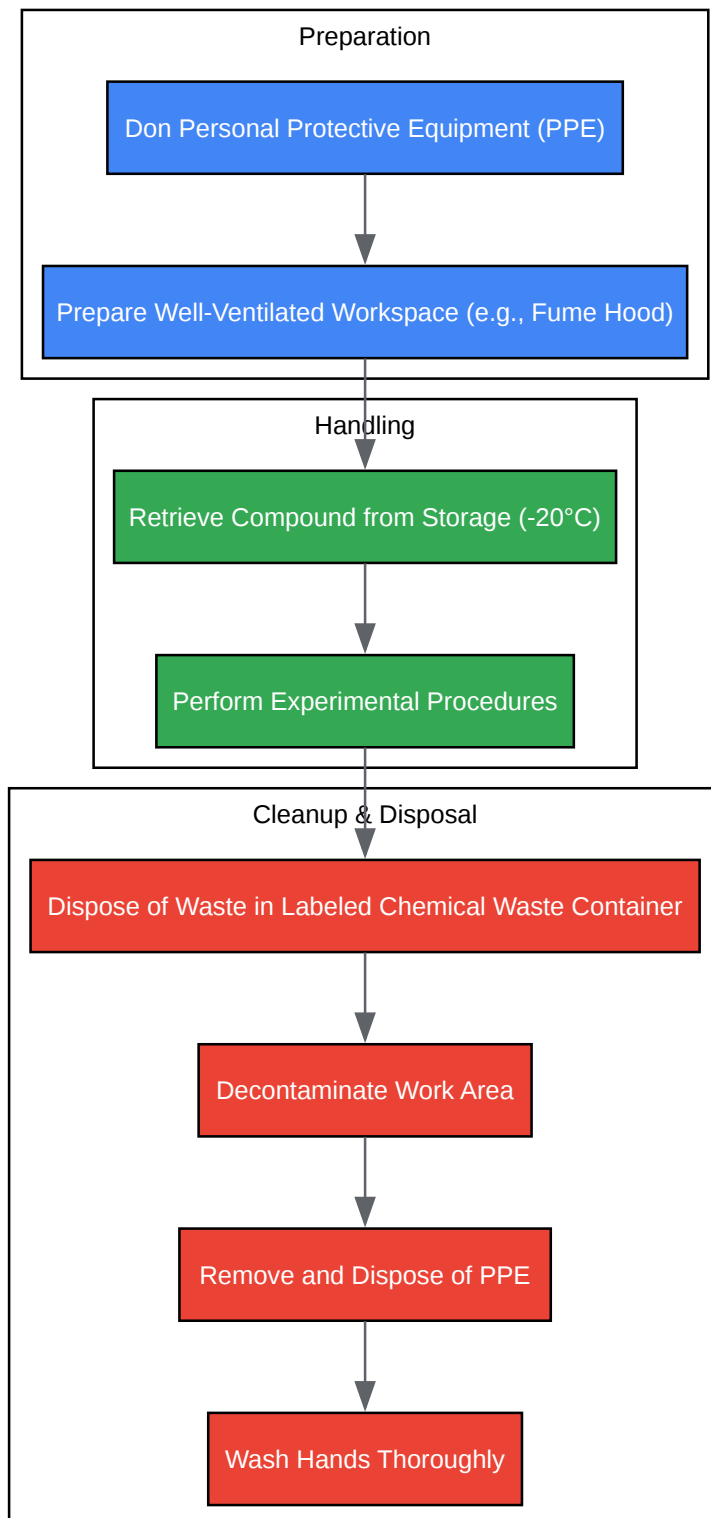 Preparation
Don Personal Protective Equipment (PPE)
Prepare Well-Ventilated Workspace (e.g., Fume Hood)
Handling
Retrieve Compound from Storage (-20°C)
Perform Experimental Procedures
Cleanup & Disposal
Dispose of Waste in Labeled Chemical Waste Container
Decontaminate Work Area
Remove and Dispose of PPE
Wash Hands Thoroughly